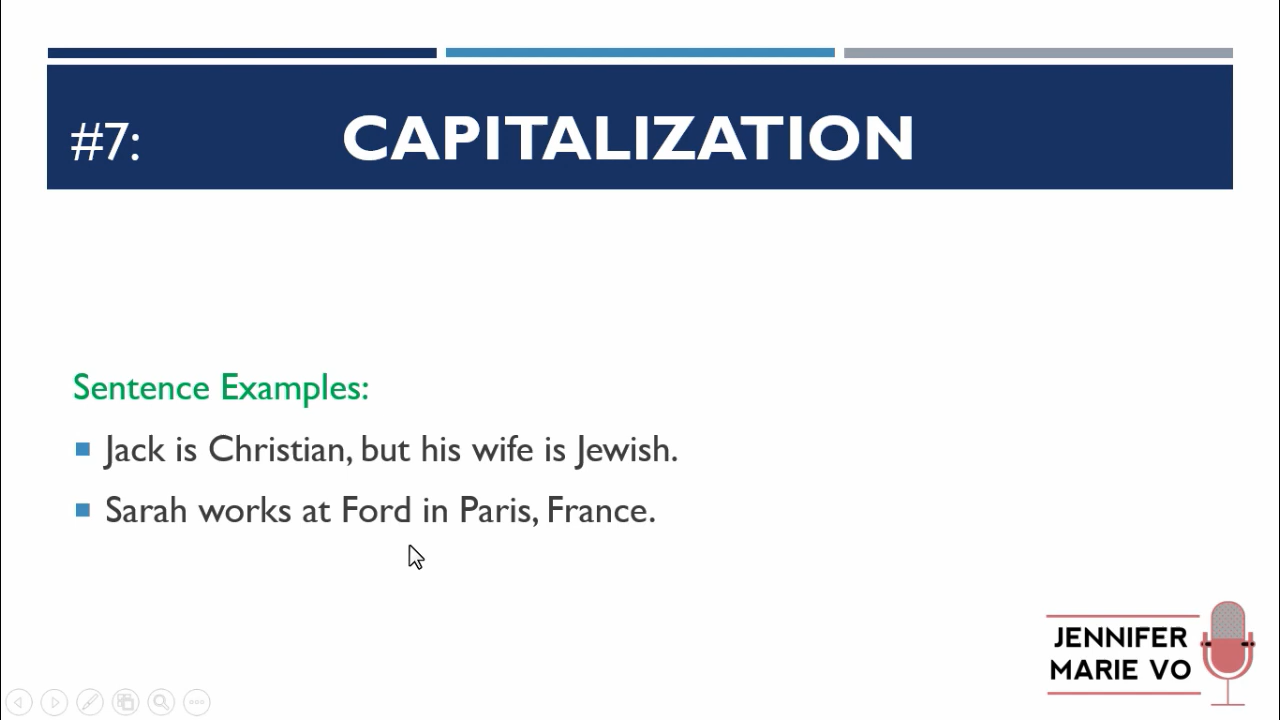 #7: CAPITALIZATION
Sentence Examples:
Jack is Christian, but his wife is Jewish.
Sarah works at Ford in Paris, France.
JENNIFER
MARIE VO